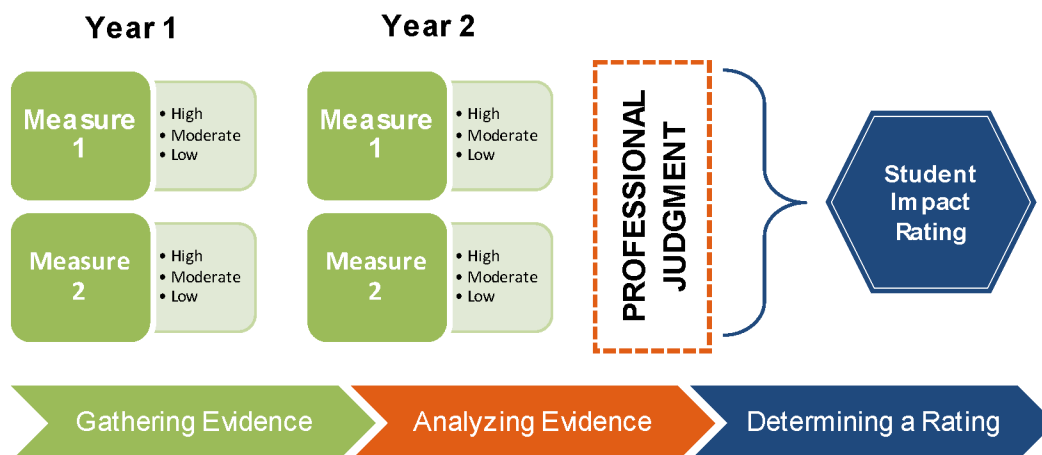 Year 1
Year 2
Measure
1
• High
• Moderate
• Low
Measure
1
• High
• Moderate
• Low
Measure
2
• High
• Moderate
• Low
Measure
2
• High
• Moderate
• Low
PROFESSIONAL
JUDGMENT
Student
Impact
Rating
Gathering Evidence
Analyzing Evidence
Determining a Rating